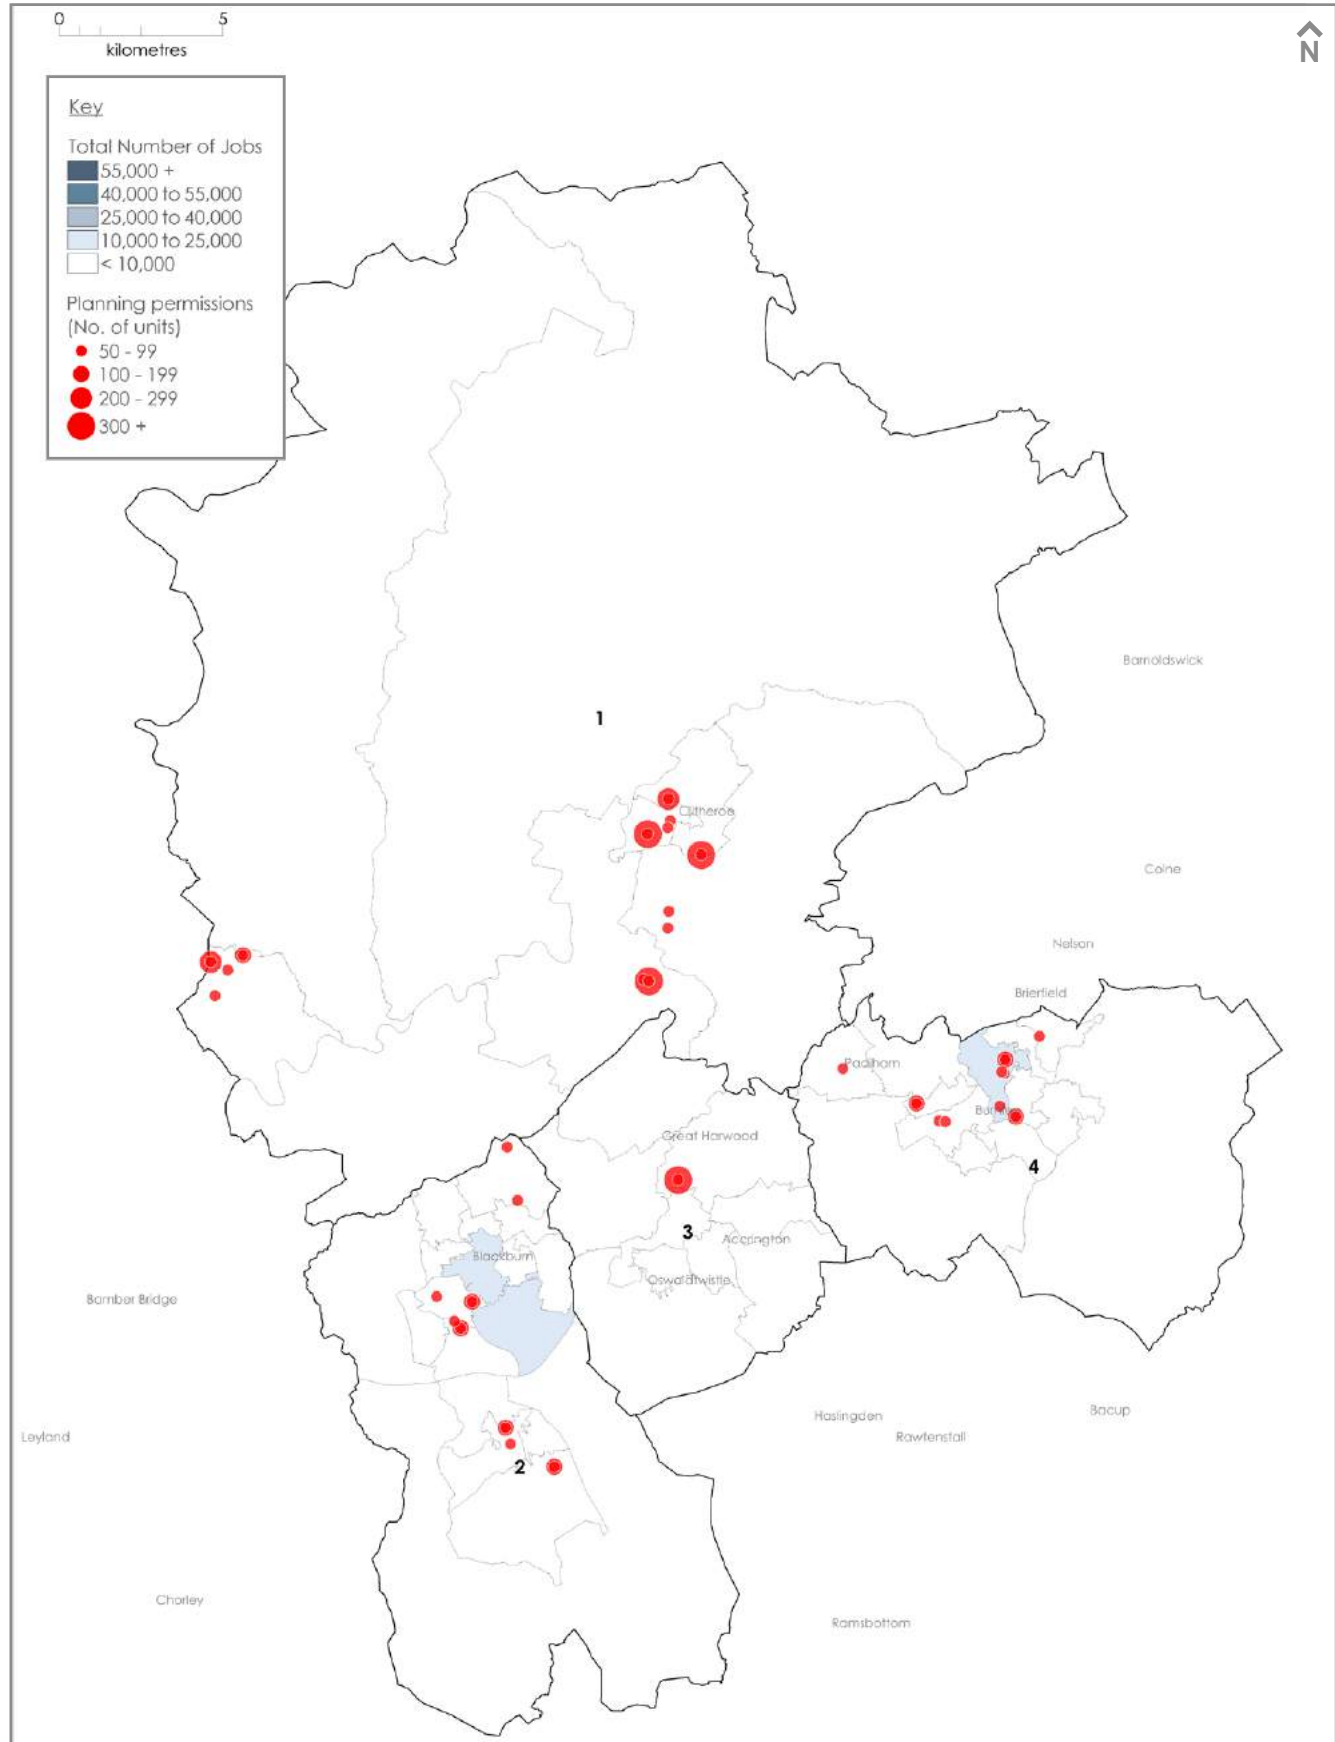 0 5
kilometres
N
Key
Total Number of Jobs
55,000 +
40,000 to 55,000
25,000 to 40,000
10,000 to 25,000
< 10,000
Planning permissions
(No. of units)
50 - 99
100 - 199
200 - 299
300 +
Barnoldswick
1
Clitheroe
Colne
Nelson
Brierfield
Padiham
4
Great Harwood
3
Accrington
Blackburn
Oswaldtwistle
Bamber Bridge
Haslingden
Bacup
Leyland
Rawtenstall
2
Chorley
Ramsbottom